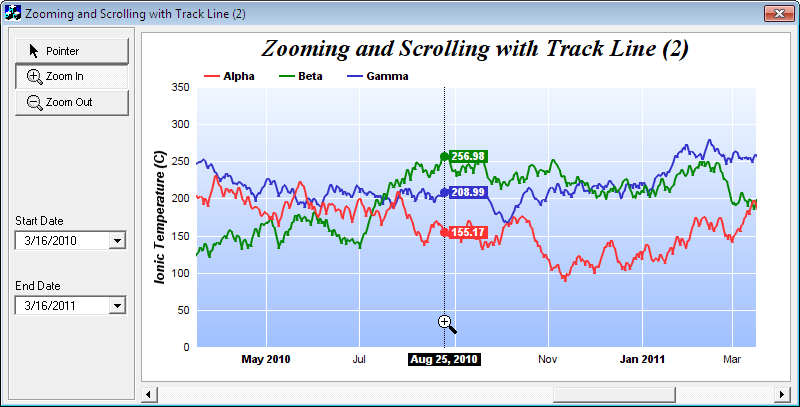 Zooming and Scrolling with Track Line (2)
Pointer
Zoom In
Zoom Out
Start Date
3/16/2010
End Date
3/16/2011
Zooming and Scrolling with Track Line (2)
Alpha Beta Gamma
Ionic Temperature (C)
350
300
250
200
150
100
50
0
256.98
208.99
155.17
May 2010 Jul Aug 25, 2010 Nov Jan 2011 Mar